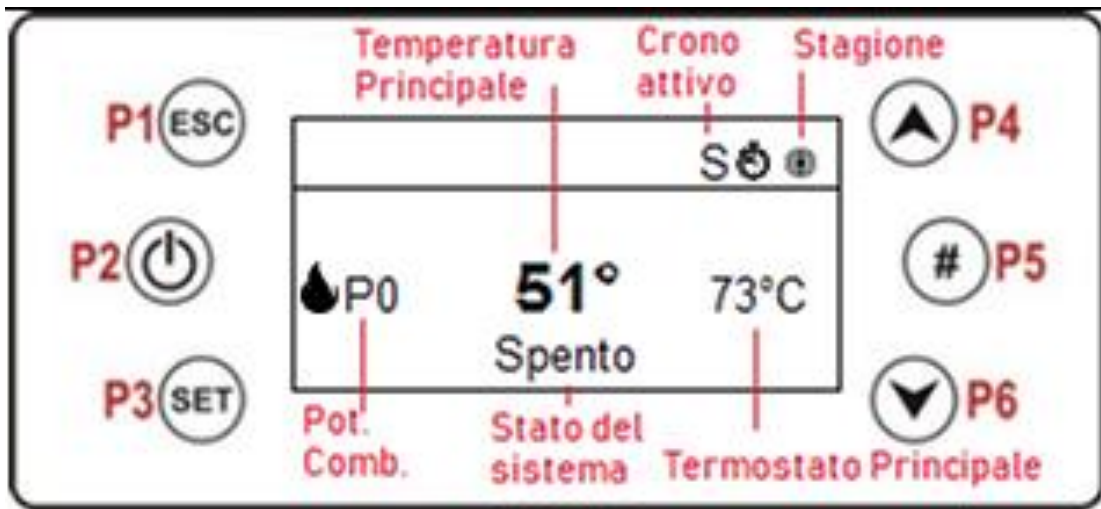 Temperatura Principale
Crono attivo
Stagione
P1 ESC
P4
S
P2
P5 #
P0
51°
73°C
Spento
P3 SET
P6
Pot. Comb.
Stato del sistema
Termostato Principale